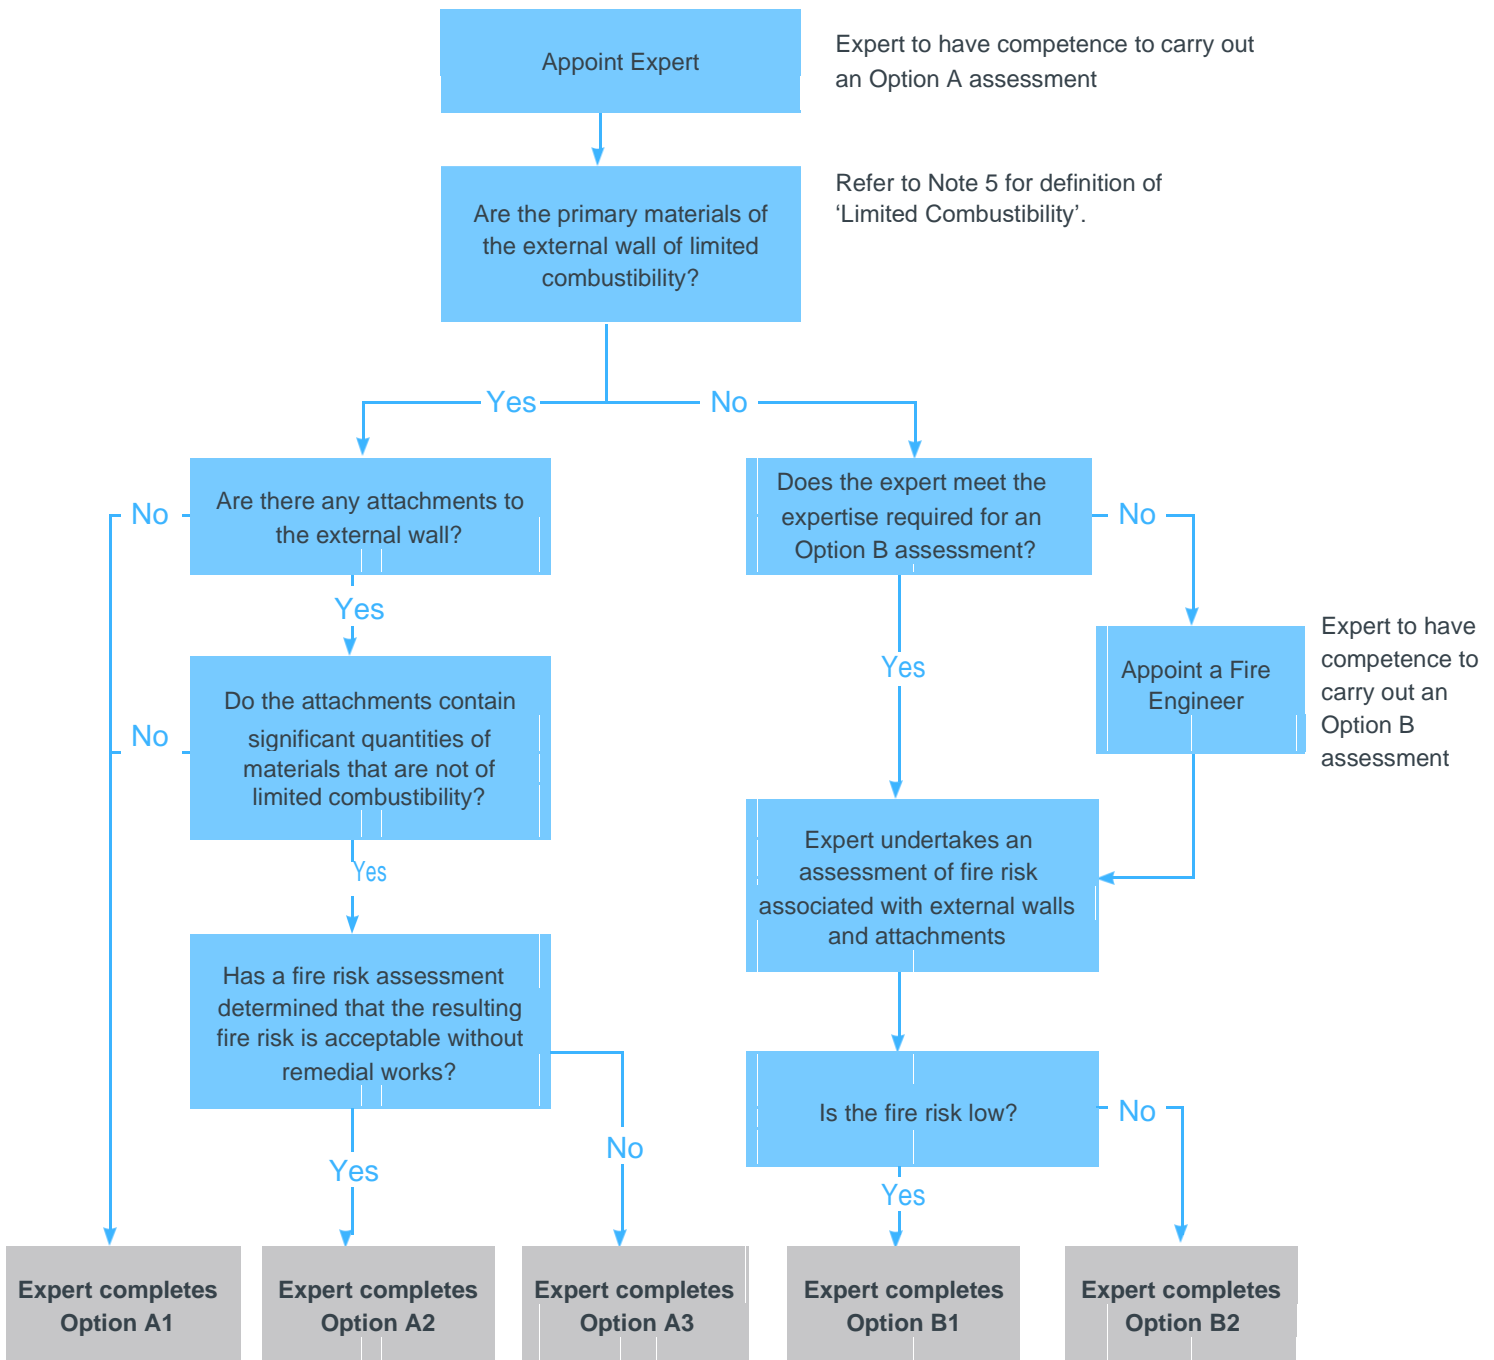 Appoint Expert
Expert to have competence to carry out
an Option A assessment
Are the primary materials of
the external wall of limited
combustibility?
Refer to Note 5 for definition of
‘Limited Combustibility’.
Yes
No
Are there any attachments to
the external wall?
No
Yes
Does the expert meet the
expertise required for an
Option B assessment?
No
Yes
Appoint a Fire
Engineer
Expert to have
competence to
carry out an
Option B
assessment
Do the attachments contain
significant quantities of
materials that are not of
limited combustibility?
No
Yes
Expert undertakes an
assessment of fire risk
associated with external walls
and attachments
Has a fire risk assessment
determined that the resulting
fire risk is acceptable without
remedial works?
Yes
No
Is the fire risk low?
No
Yes
Expert completes
Option A1
Expert completes
Option A2
Expert completes
Option A3
Expert completes
Option B1
Expert completes
Option B2